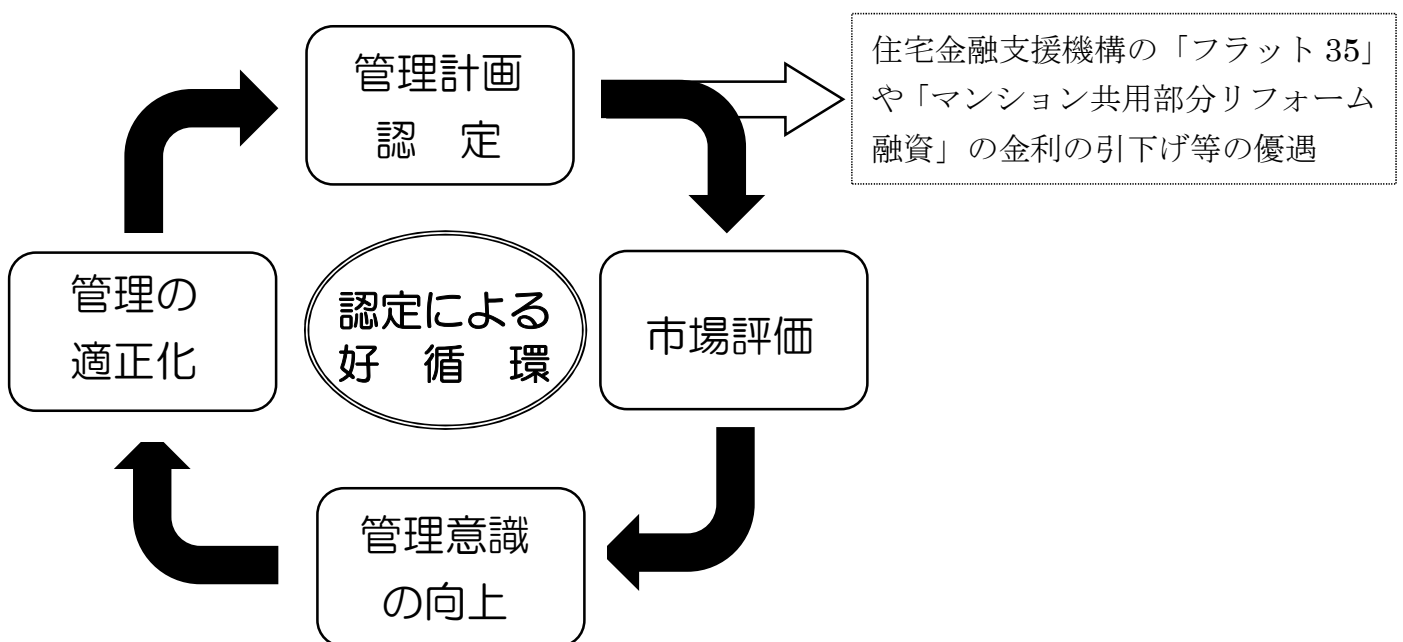 管理計画
認　定
住宅金融支援機構の「フラット 35」
や「マンション共用部分リフォーム
融資」の金利の引下げ等の優遇
管理の
適正化
認定による
好　循　環
市場評価
管理意識
の向上